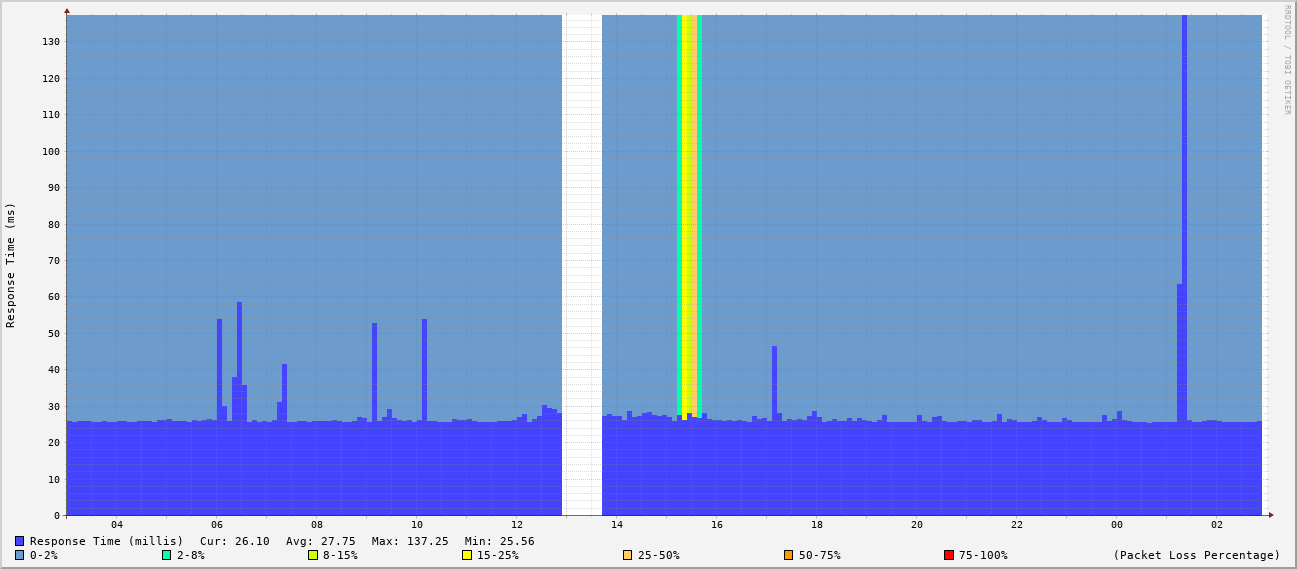 RRDTOOL / TOBI OETIKER
Response Time (ms)
130
120
110
100
90
80
70
60
50
40
30
20
10
0
04 06 08 10 12 14 16 18 20 22 00 02
Response Time (millis) Cur: 26.10 Avg: 27.75 Max: 137.25 Min: 25.56
0-2% 2-8% 8-15% 15-25% 25-50% 50-75% 75-100% (Packet Loss Percentage)